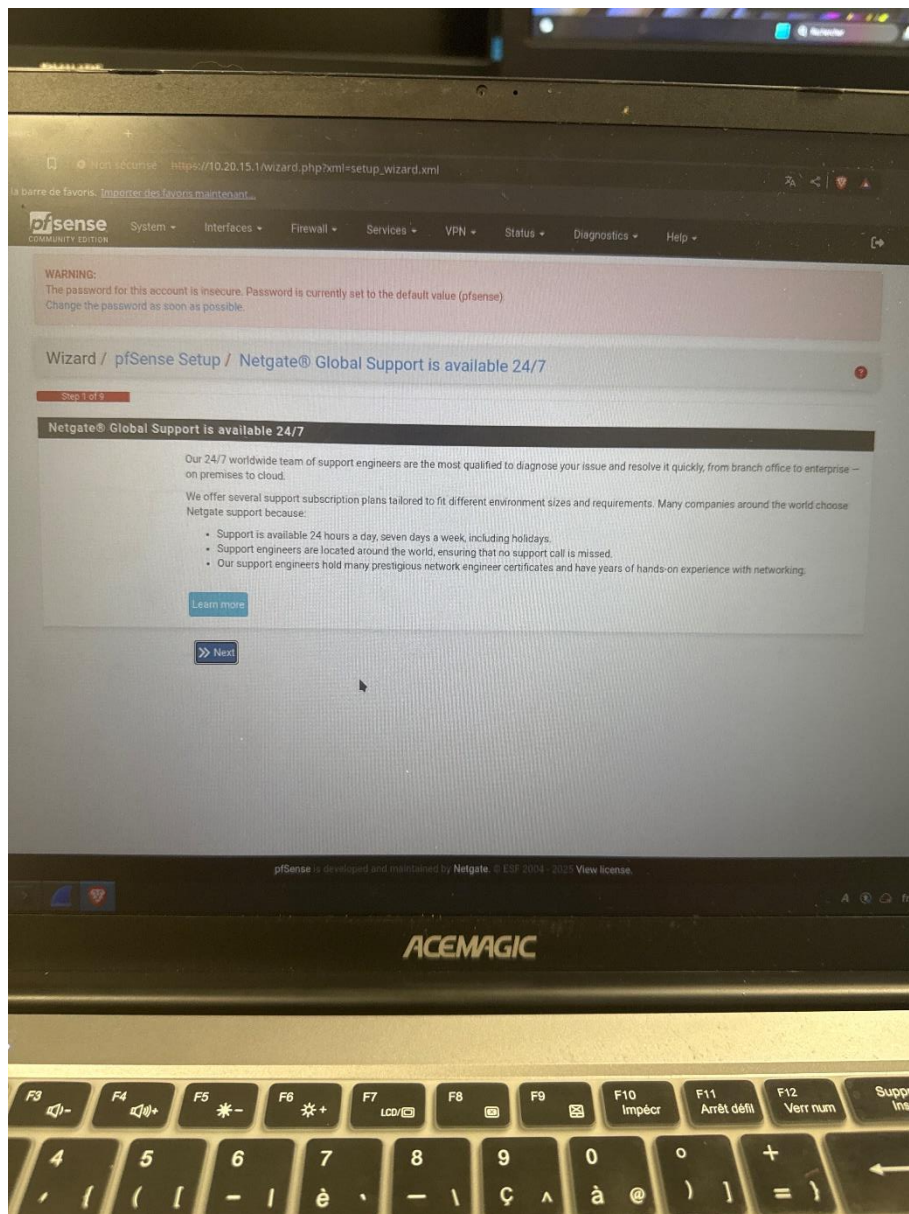 Non sécurisé https://10.20.15.1/wizard.php?xml=setup_wizard.xml
la barre de favoris. Importer des favoris maintenant...
pfsense
COMMUNITY EDITION
System
Interfaces
Firewall
Services
VPN
Status
Diagnostics
Help
WARNING:
The password for this account is insecure. Password is currently set to the default value (pfsense).
Change the password as soon as possible.
Wizard / pfSense Setup / Netgate® Global Support is available 24/7
Step 1 of 9
Netgate® Global Support is available 24/7
Our 24/7 worldwide team of support engineers are the most qualified to diagnose your issue and resolve it quickly, from branch office to enterprise —
on premises to cloud.
We offer several support subscription plans tailored to fit different environment sizes and requirements. Many companies around the world choose
Netgate support because:
• Support is available 24 hours a day, seven days a week, including holidays.
• Support engineers are located around the world, ensuring that no support call is missed.
• Our support engineers hold many prestigious network engineer certificates and have years of hands-on experience with networking.
Learn more
Next
pfSense is developed and maintained by Netgate. © ESF 2004 - 2025 View license.
ACEMAGIC
F3
F4
F5
F6
F7 LCD/
F8
F9
F10 Impécr
F11 Arrêt défil
F12 Verr num
Suppr
Ins
4 ' {
5 ( [
6 - |
7 è `
8 _ \
9 ç ^
0 à @
° ) ]
+ = }